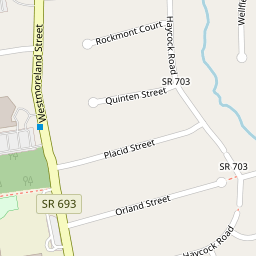 Rockmont Court
Westmoreland Street
Haycock Road
Wellfle
SR 703
Quinten Street
Placid Street
SR 703
SR 693
Orland Street
Haycock Road